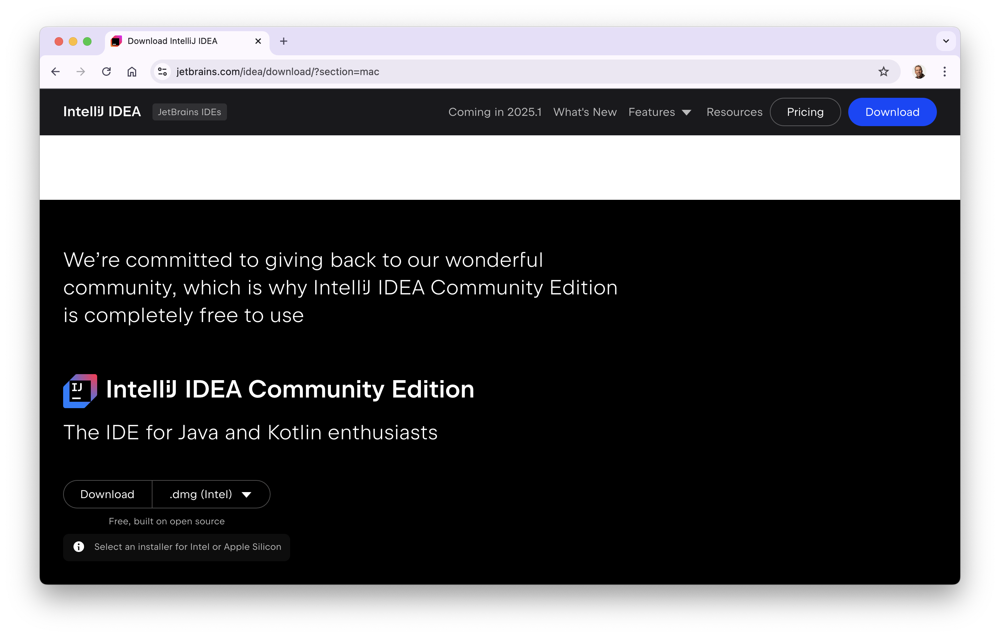 Download IntelliJ IDEA
jetbrains.com/idea/download/?section=mac
IntelliJ IDEA JetBrains IDEs Coming in 2025.1 What's New Features Resources Pricing Download
We’re committed to giving back to our wonderful
community, which is why IntelliJ IDEA Community Edition
is completely free to use
IJ
IntelliJ IDEA Community Edition
The IDE for Java and Kotlin enthusiasts
Download .dmg (Intel)
Free, built on open source
Select an installer for Intel or Apple Silicon